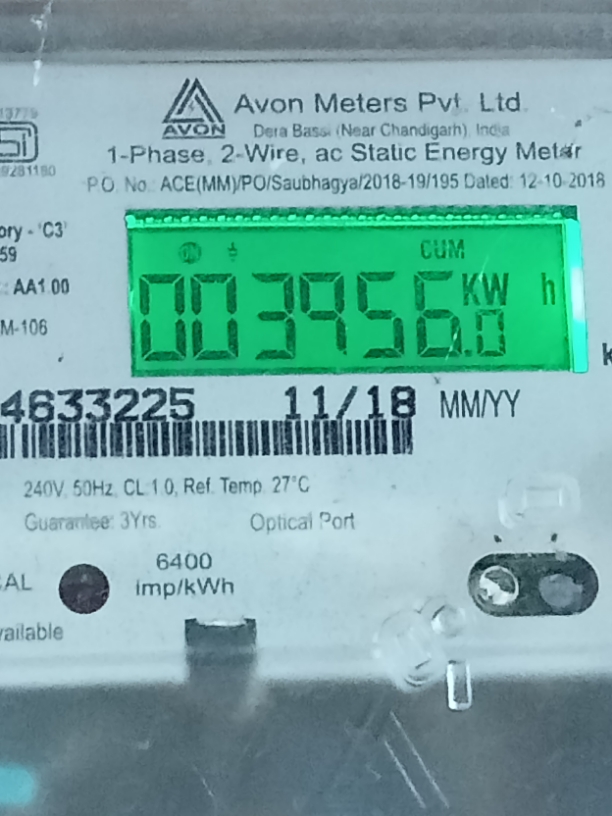 Avon Meters Pvt. Ltd.
AVON
Dera Bassi (Near Chandigarh), India
9281180
1-Phase, 2-Wire, ac Static Energy Meter
P.O. No.: ACE(MM)/PO/Saubhagya/2018-19/195 Dated: 12-10-2018
ory - 'C3'
59
: AA1.00
M-106
ON CUM
003956.0 KW h
k
4633225 11/18 MM/YY
240V, 50Hz, CL 1.0, Ref. Temp. 27°C
Guarantee: 3Yrs. Optical Port
CAL 6400
imp/kWh
vailable